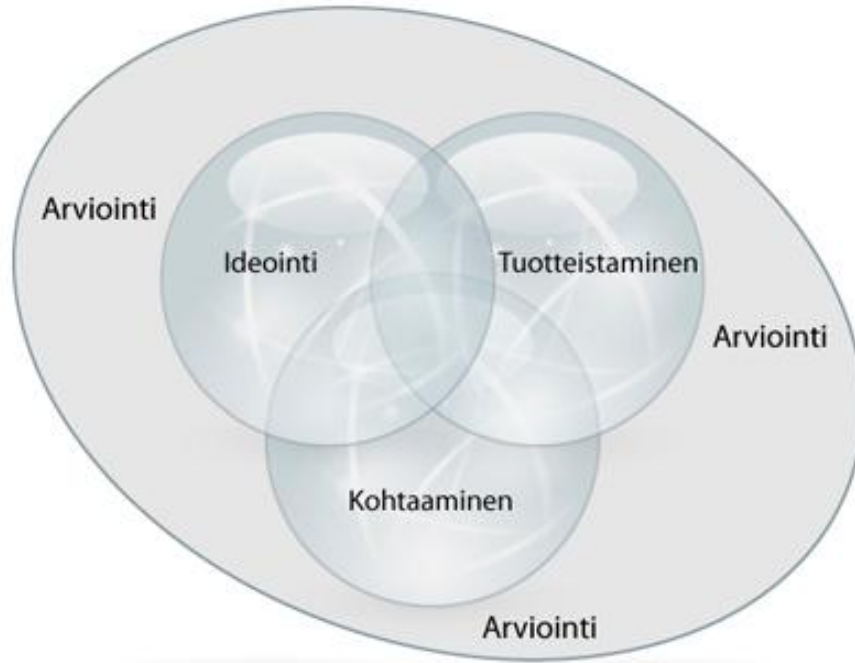 Arviointi
Ideointi
Tuotteistaminen
Arviointi
Kohtaaminen
Arviointi